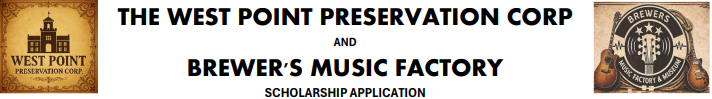 THE WEST POINT PRESERVATION CORP
AND
BREWER'S MUSIC FACTORY
SCHOLARSHIP APPLICATION
WEST POINT
PRESERVATION CORP.
BREWERS
MUSIC FACTORY & MUSEUM